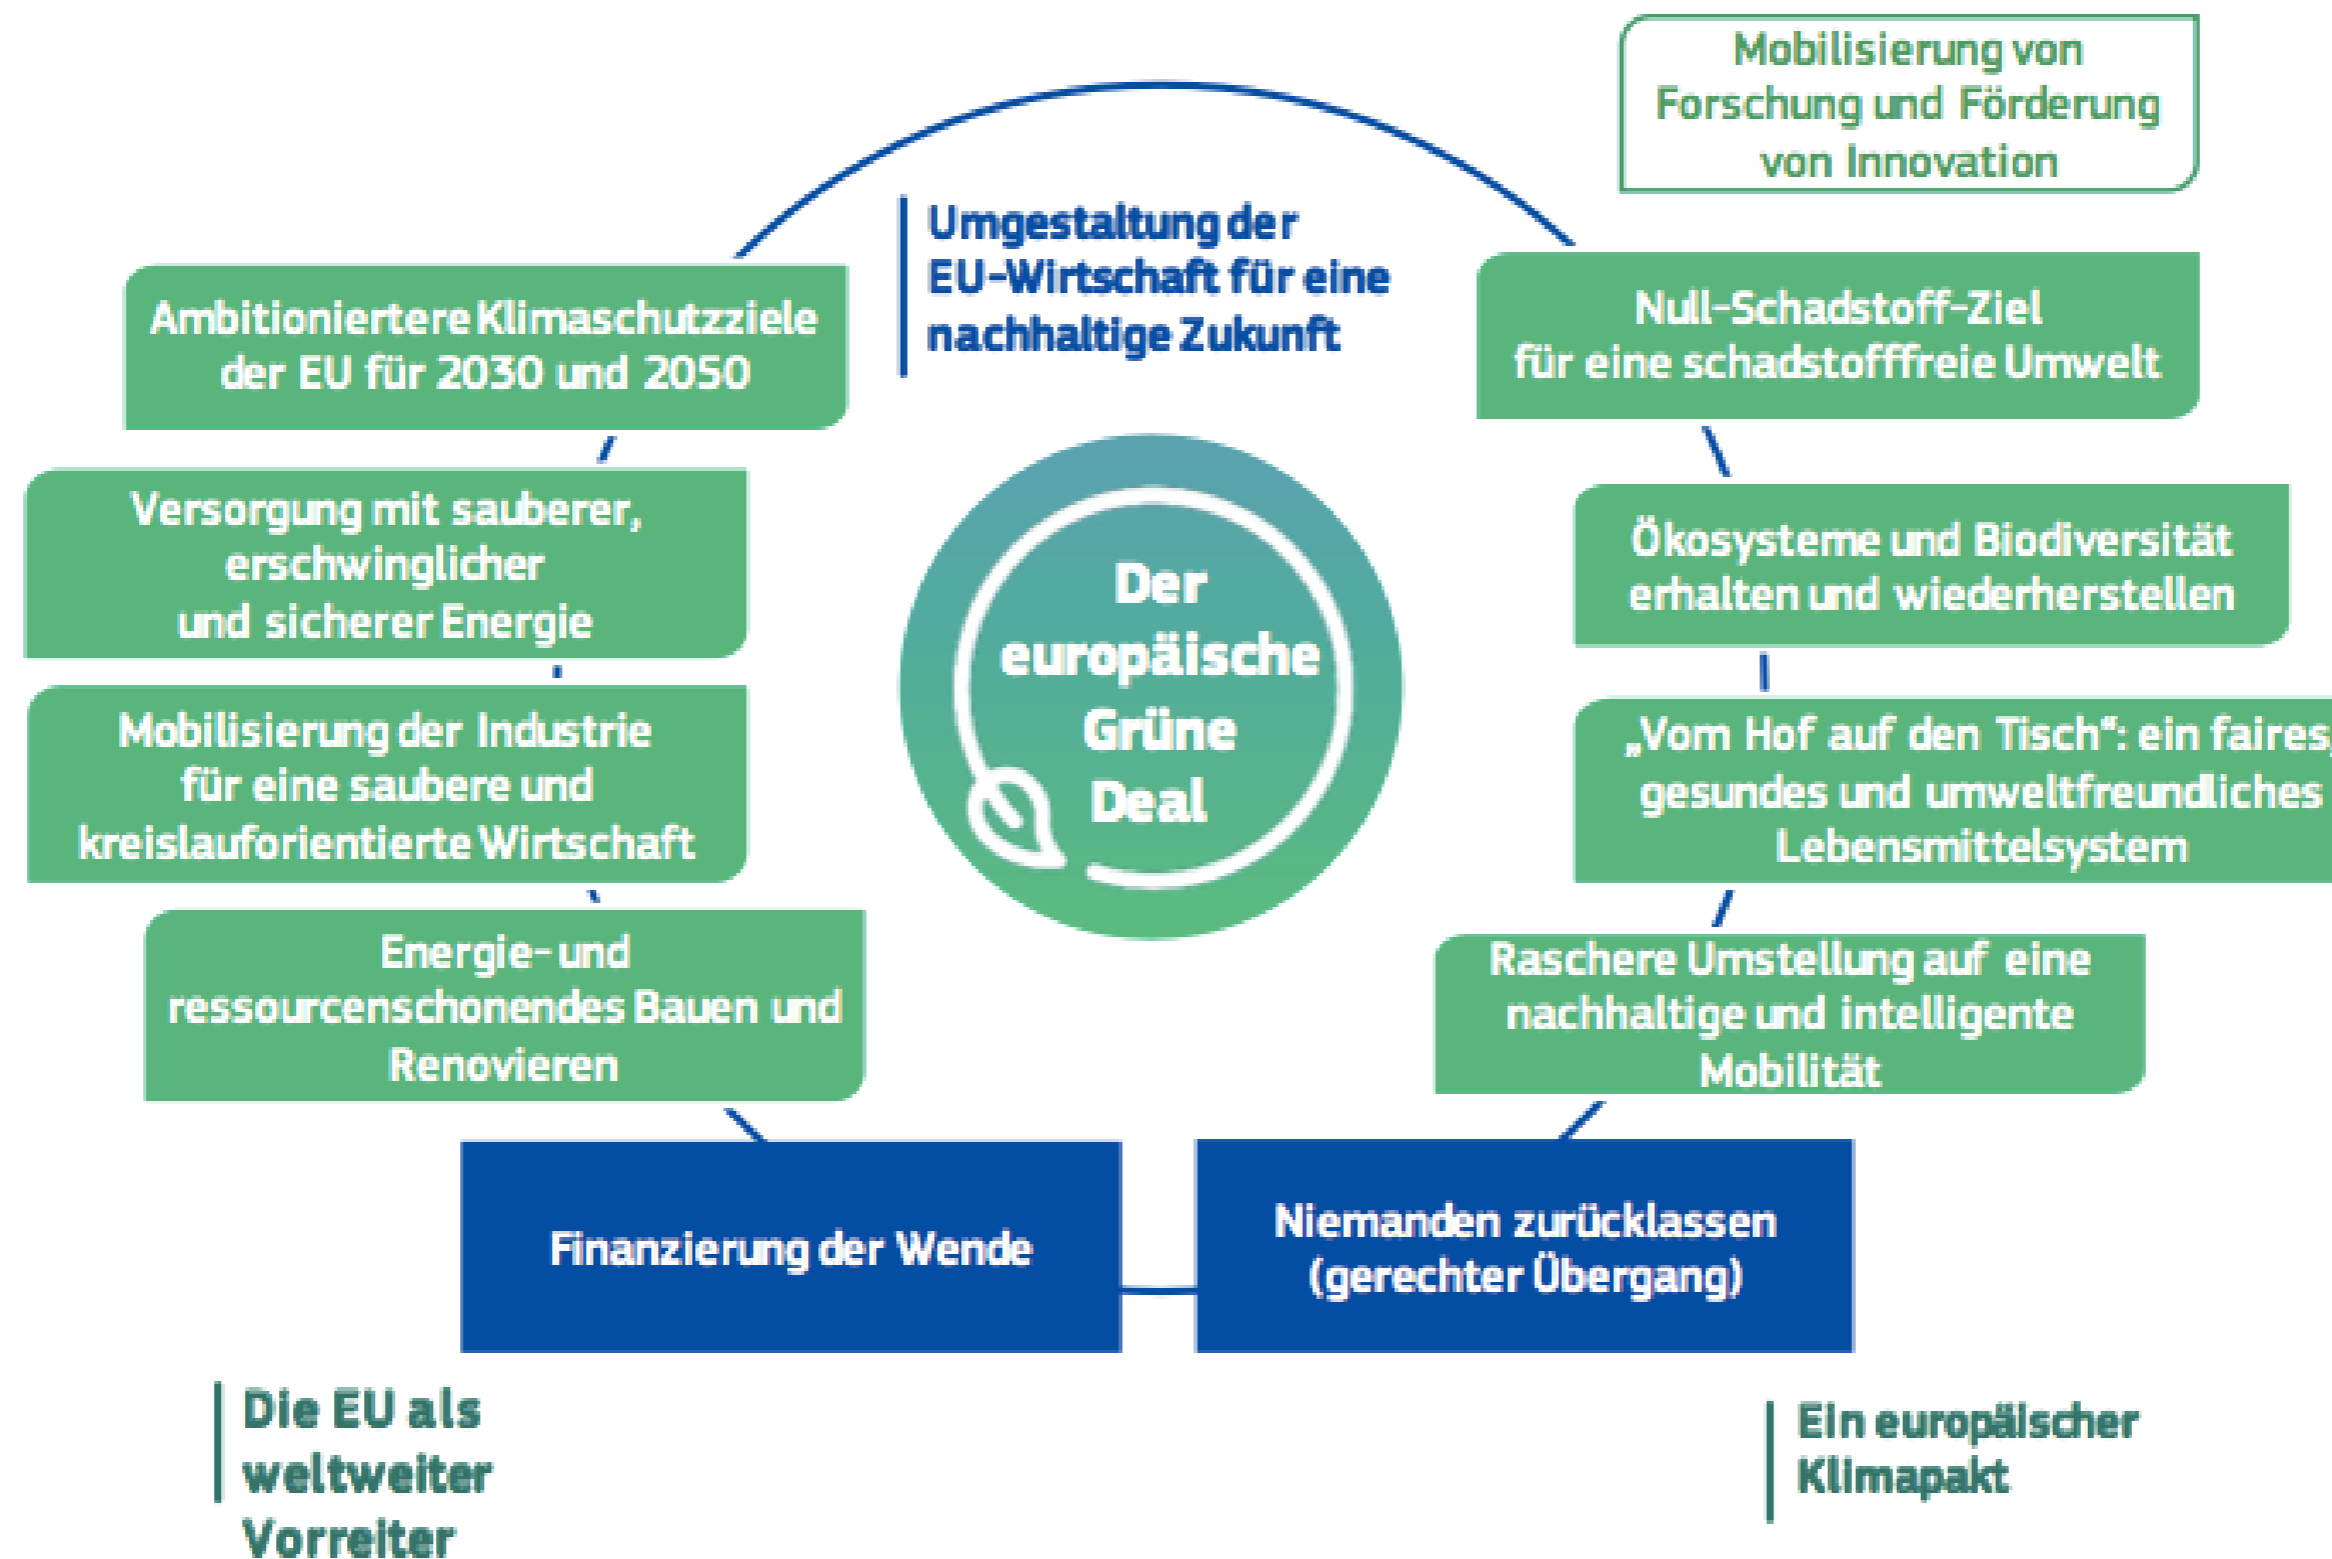 Mobilisierung von
Forschung und Förderung
von Innovation
Umgestaltung der
EU-Wirtschaft für eine
nachhaltige Zukunft
Ambitioniertere Klimaschutzziele
der EU für 2030 und 2050
Null-Schadstoff-Ziel
für eine schadstofffreie Umwelt
Versorgung mit sauberer,
erschwinglicher
und sicherer Energie
Ökosysteme und Biodiversität
erhalten und wiederherstellen
Der
europäische
Grüne
Deal
Mobilisierung der Industrie
für eine saubere und
kreislauforientierte Wirtschaft
„Vom Hof auf den Tisch“: ein faires,
gesundes und umweltfreundliches
Lebensmittelsystem
Energie- und
ressourcenschonendes Bauen und
Renovieren
Raschere Umstellung auf eine
nachhaltige und intelligente
Mobilität
Finanzierung der Wende
Niemanden zurücklassen
(gerechter Übergang)
Die EU als
weltweiter
Vorreiter
Ein europäischer
Klimapakt